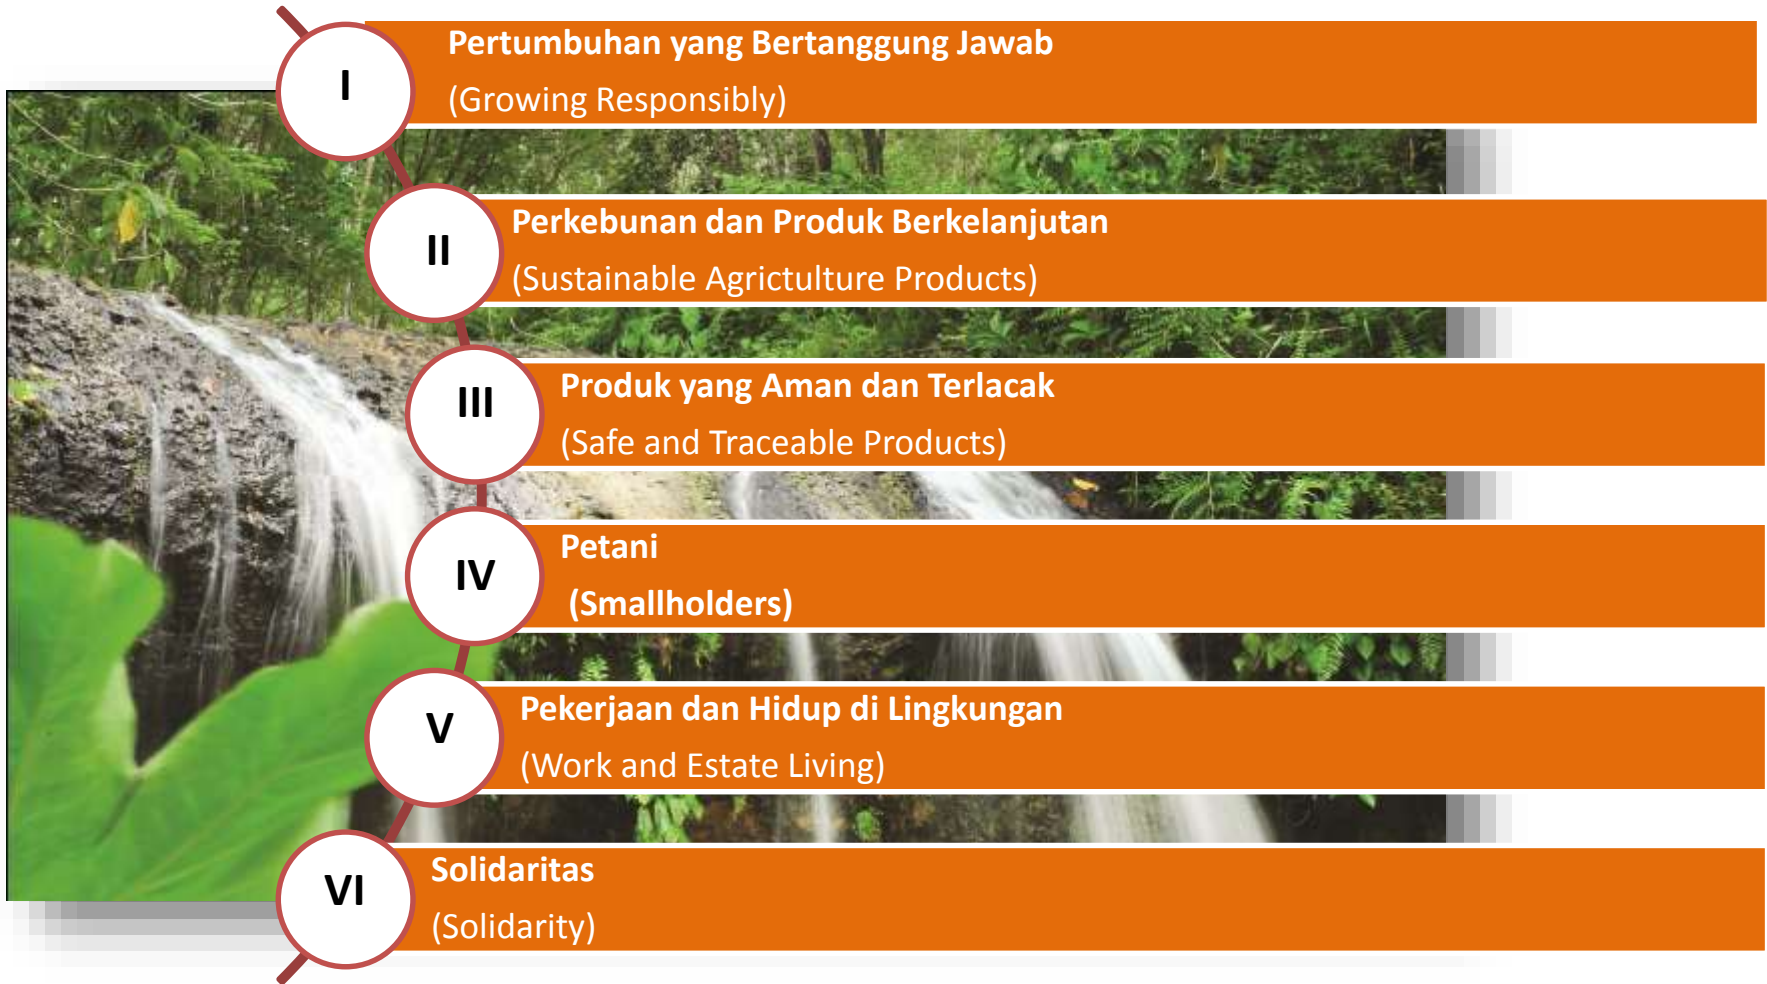 I
Pertumbuhan yang Bertanggung Jawab
(Growing Responsibly)
II
Perkebunan dan Produk Berkelanjutan
(Sustainable Agrictulture Products)
III
Produk yang Aman dan Terlacak
(Safe and Traceable Products)
IV
Petani
(Smallholders)
V
Pekerjaan dan Hidup di Lingkungan
(Work and Estate Living)
VI
Solidaritas
(Solidarity)